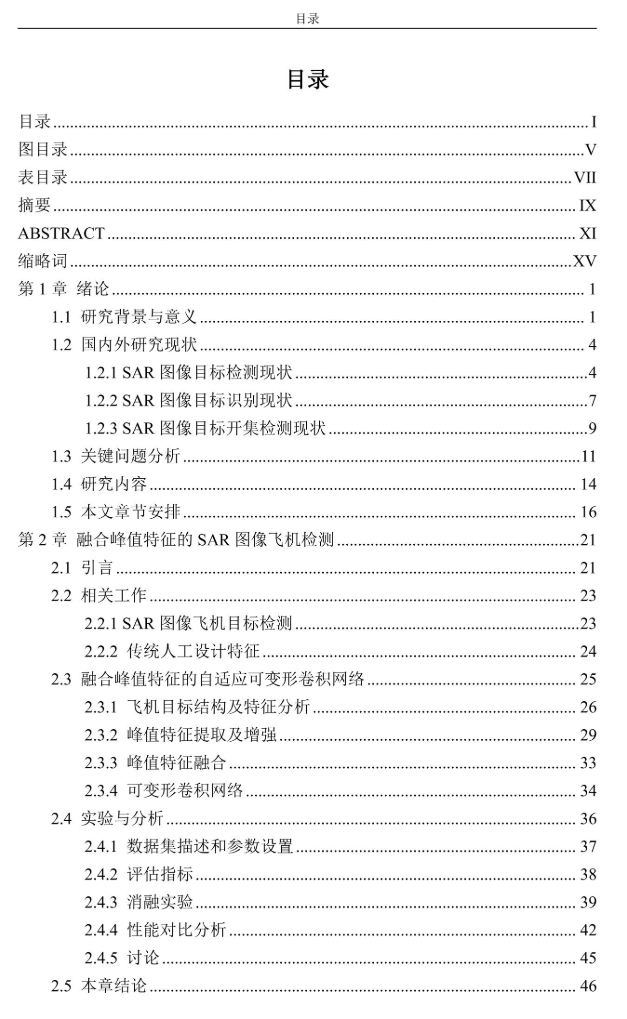 目录
目录
目录 I
图目录 V
表目录 VII
摘要 IX
ABSTRACT XI
缩略词 XV
第 1 章 绪论 1
1.1 研究背景与意义 1
1.2 国内外研究现状 4
1.2.1 SAR 图像目标检测现状 4
1.2.2 SAR 图像目标识别现状 7
1.2.3 SAR 图像目标开集检测现状 9
1.3 关键问题分析 11
1.4 研究内容 14
1.5 本文章节安排 16
第 2 章 融合峰值特征的 SAR 图像飞机检测 21
2.1 引言 21
2.2 相关工作 23
2.2.1 SAR 图像飞机目标检测 23
2.2.2 传统人工设计特征 24
2.3 融合峰值特征的自适应可变形卷积网络 25
2.3.1 飞机目标结构及特征分析 26
2.3.2 峰值特征提取及增强 29
2.3.3 峰值特征融合 33
2.3.4 可变形卷积网络 34
2.4 实验与分析 36
2.4.1 数据集描述和参数设置 37
2.4.2 评估指标 38
2.4.3 消融实验 39
2.4.4 性能对比分析 42
2.4.5 讨论 45
2.5 本章结论 46